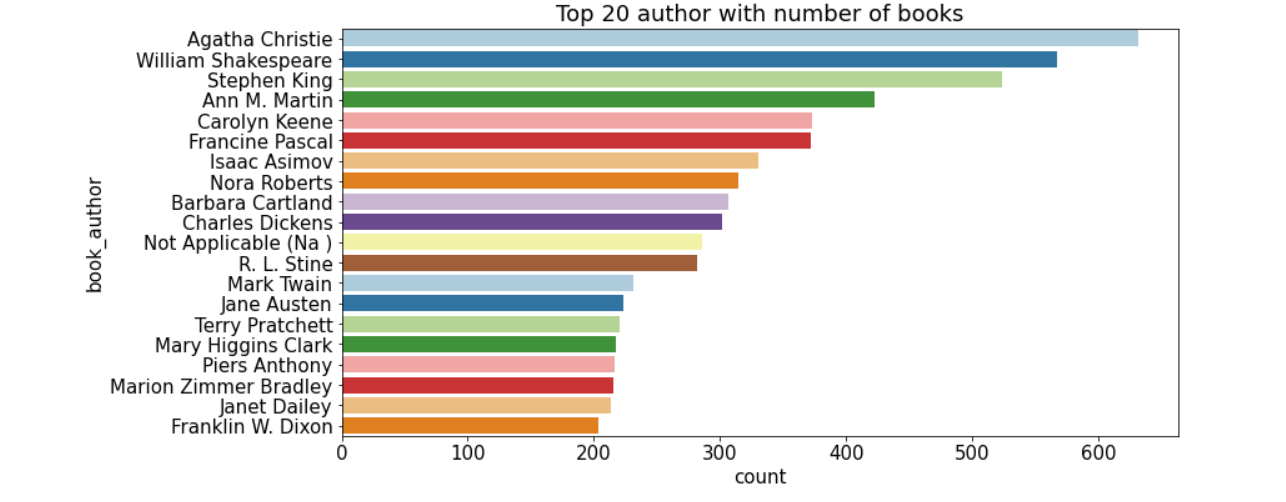 Top 20 author with number of books
Agatha Christie
William Shakespeare
Stephen King
Ann M. Martin
Carolyn Keene
Francine Pascal
Isaac Asimov
Nora Roberts
Barbara Cartland
Charles Dickens
Not Applicable (Na )
R. L. Stine
Mark Twain
Jane Austen
Terry Pratchett
Mary Higgins Clark
Piers Anthony
Marion Zimmer Bradley
Janet Dailey
Franklin W. Dixon
book_author
0 100 200 300 400 500 600
count